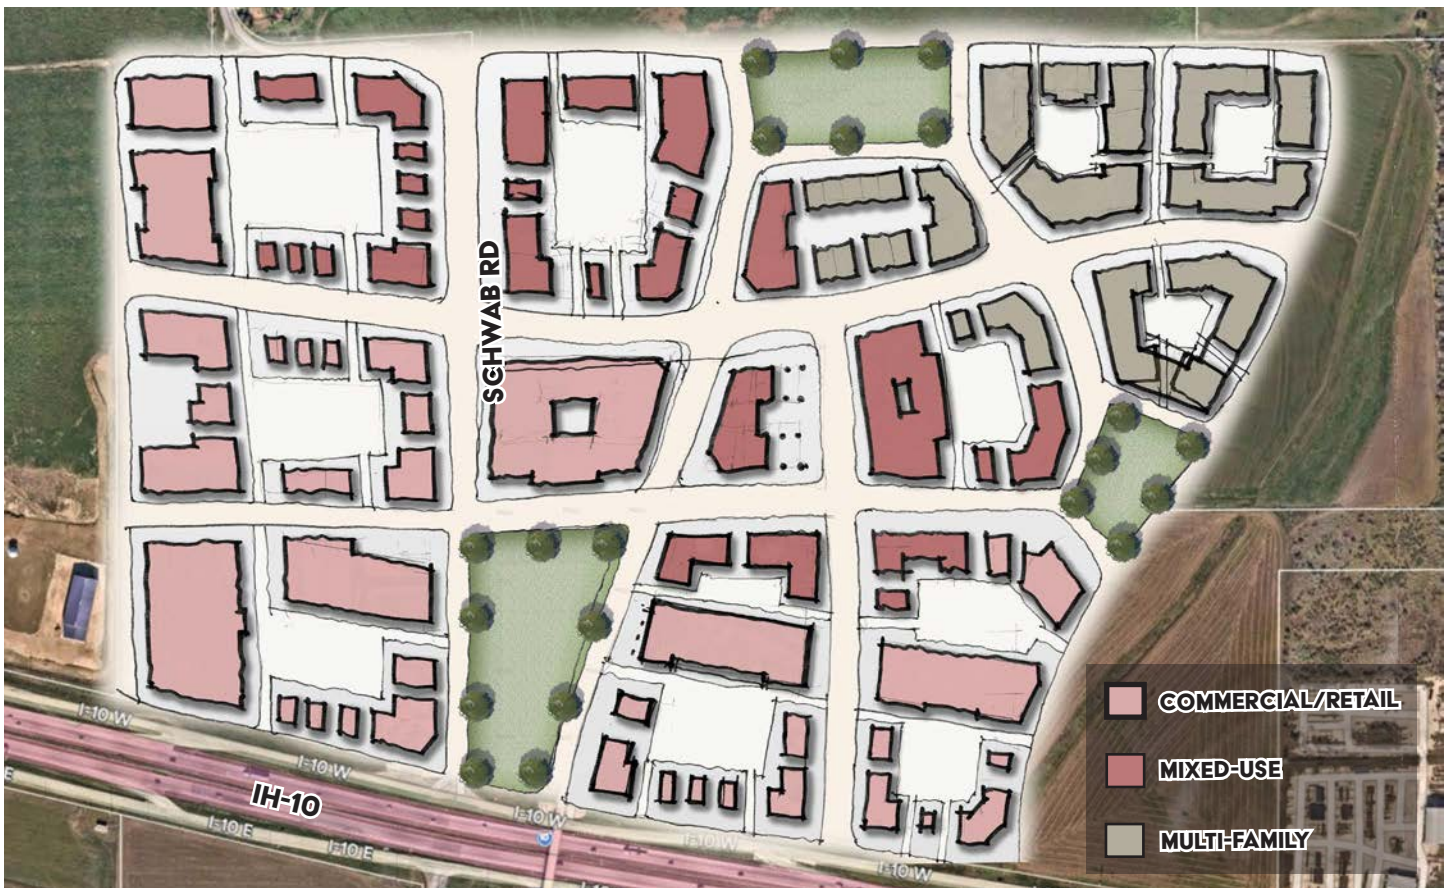 SCHWAB RD
I-10 W
I-10 W
IH-10
I-10 E
I-10 E
I-10 W
I-10 W
I-10 W
COMMERCIAL/RETAIL
MIXED-USE
MULTI-FAMILY